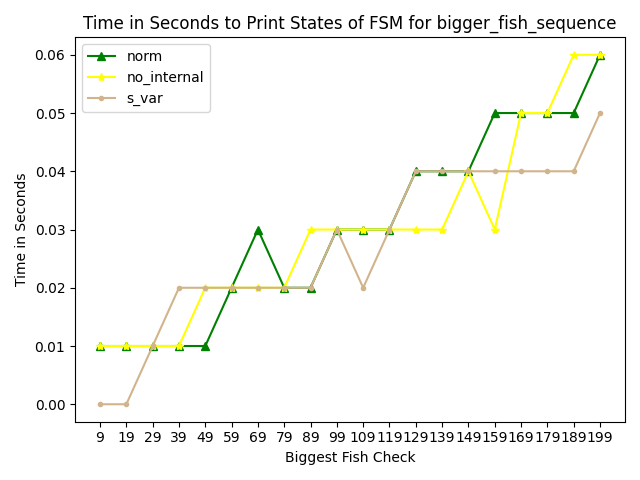 Time in Seconds to Print States of FSM for bigger_fish_sequence
norm
no_internal
s_var
Time in Seconds
0.06
0.05
0.04
0.03
0.02
0.01
0.00
9 19 29 39 49 59 69 79 89 99 109 119 129 139 149 159 169 179 189 199
Biggest Fish Check